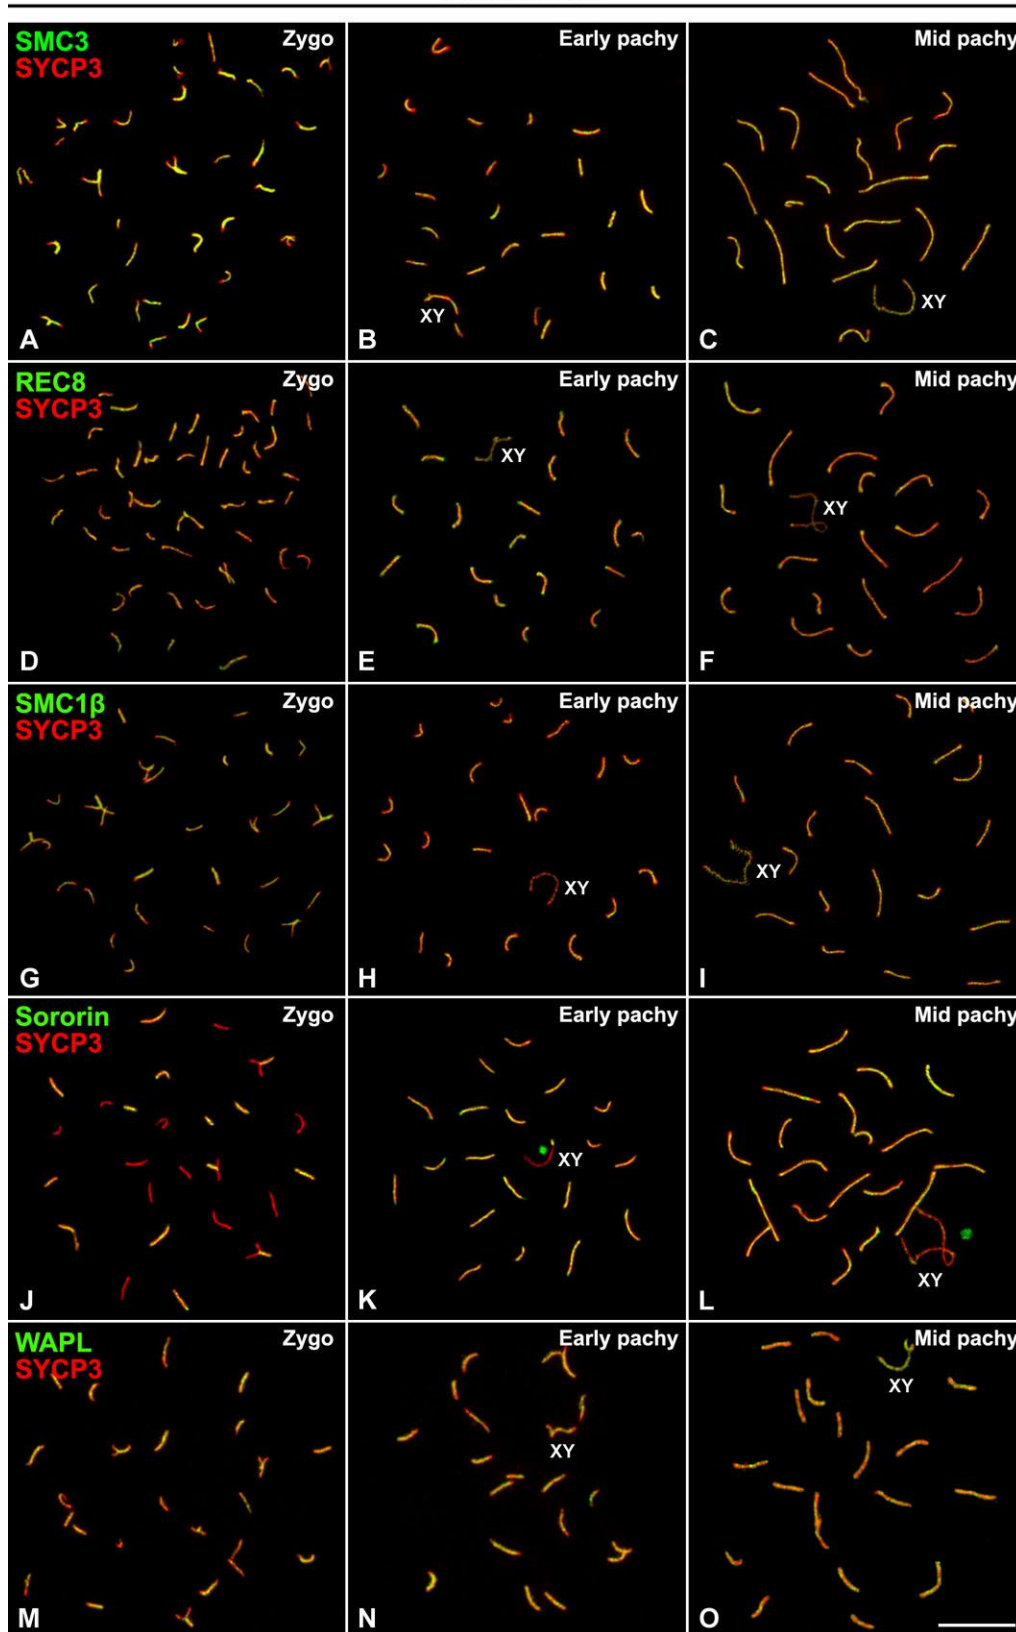 SMC3
SYCP3
Zygo
A
Early pachy
XY
B
Mid pachy
XY
C
REC8
SYCP3
Zygo
D
Early pachy
XY
E
Mid pachy
XY
F
SMC1β
SYCP3
Zygo
G
Early pachy
XY
H
Mid pachy
XY
I
Sororin
SYCP3
Zygo
J
Early pachy
XY
K
Mid pachy
XY
L
WAPL
SYCP3
Zygo
M
Early pachy
XY
N
Mid pachy
XY
O